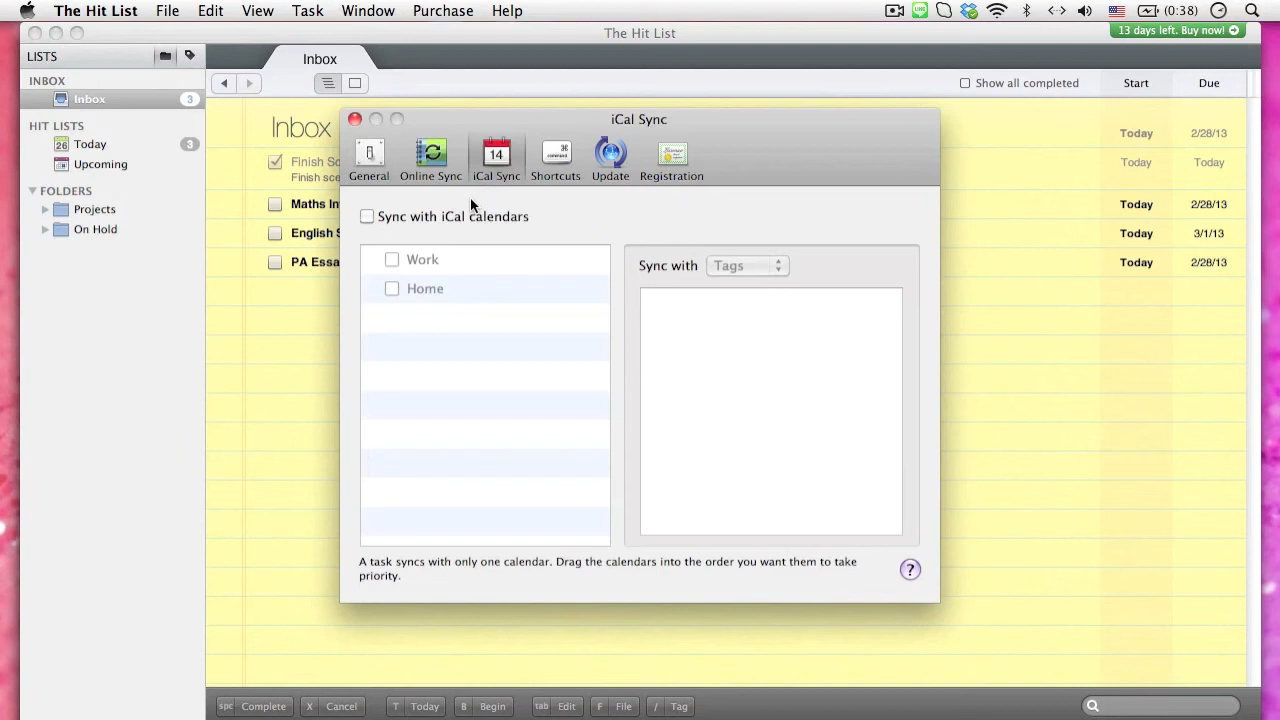 The Hit List File Edit View Task Window Purchase Help (0:38)
The Hit List
13 days left. Buy now!
LISTS
Inbox
Show all completed Start Due
INBOX
Inbox 3
HIT LISTS
Today 3
Upcoming
FOLDERS
Projects
On Hold
Inbox
Today 2/28/13
Finish Sc Today Today
Finish sce
Maths In Today 2/28/13
English S Today 3/1/13
PA Essa Today 2/28/13
iCal Sync
General Online Sync iCal Sync Shortcuts Update Registration
14
command
Sync with iCal calendars
Work
Home
Sync with Tags
A task syncs with only one calendar. Drag the calendars into the order you want them to take
priority.
?
spc Complete X Cancel T Today B Begin tab Edit F File / Tag